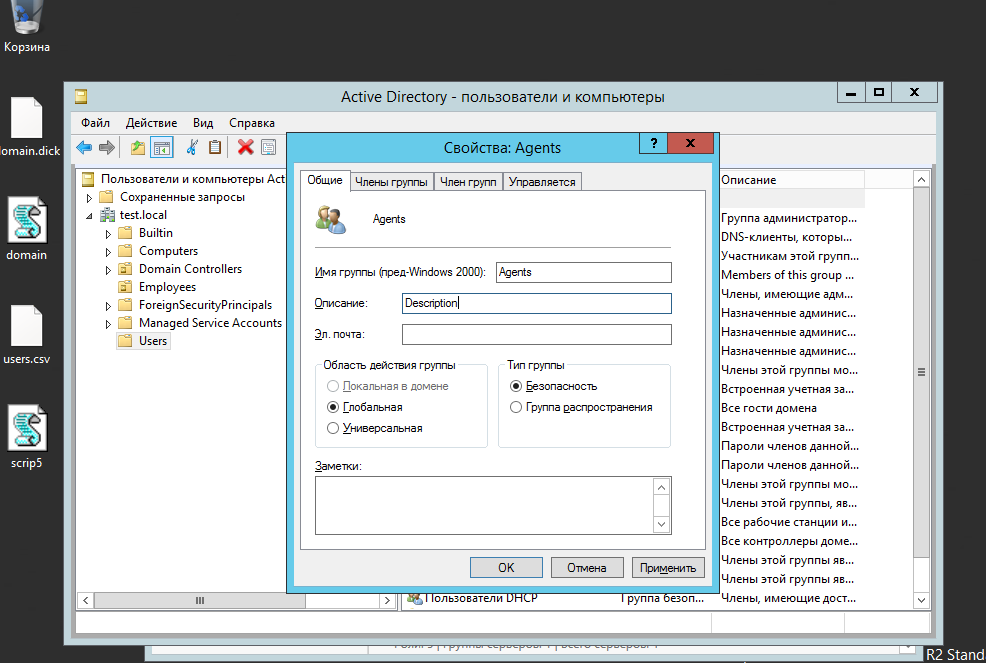 Корзина
domain.dick
domain
users.csv
scrip5
Active Directory - пользователи и компьютеры
Файл Действие Вид Справка
Пользователи и компьютеры Act
Сохраненные запросы
test.local
Builtin
Computers
Domain Controllers
Employees
ForeignSecurityPrincipals
Managed Service Accounts
Users
Свойства: Agents
? x
Общие Члены группы Член групп Управляется
Agents
Имя группы (пред-Windows 2000): Agents
Описание: Description
Эл. почта:
Область действия группы
Локальная в домене
Глобальная
Универсальная
Тип группы
Безопасность
Группа распространения
Заметки:
OK Отмена Применить
Описание
Группа администратор...
DNS-клиенты, которы...
Участникам этой групп...
Members of this group ...
Члены, имеющие адм...
Назначенные админис...
Назначенные админис...
Назначенные админис...
Члены этой группы мо...
Встроенная учетная за...
Все гости домена
Встроенная учетная за...
Пароли членов данной...
Пароли членов данной...
Члены этой группы мо...
Члены этой группы, яв...
Все рабочие станции и...
Все контроллеры доме...
Члены этой группы яв...
Члены этой группы яв...
Пользователи DHCP Группа безоп... Члены, имеющие дост...
R2 Stand